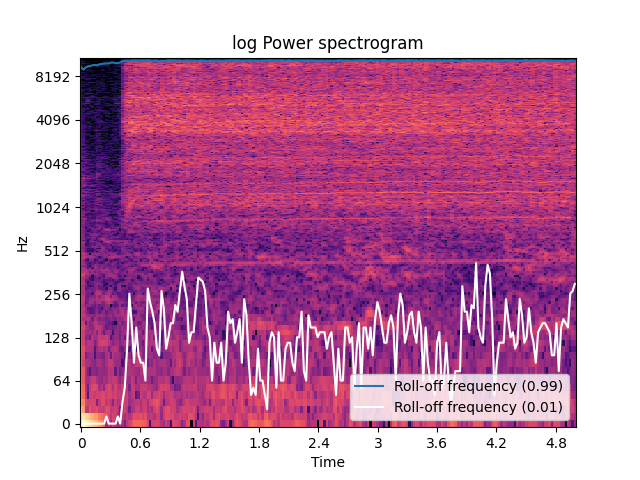 log Power spectrogram
8192
4096
2048
1024
512
256
128
64
0
Hz
Roll-off frequency (0.99)
Roll-off frequency (0.01)
0 0.6 1.2 1.8 2.4 3 3.6 4.2 4.8
Time